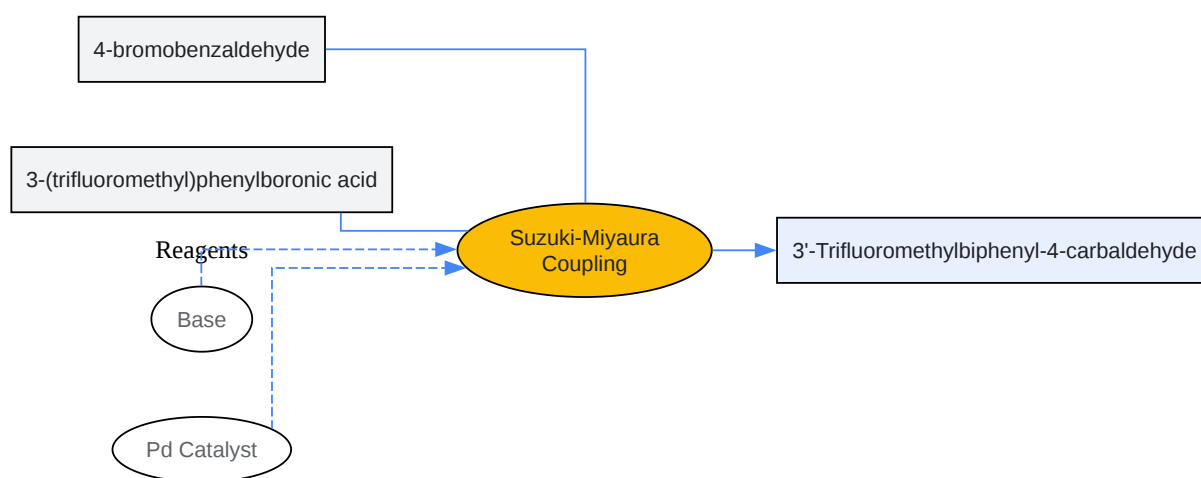 4-bromobenzaldehyde
3-(trifluoromethyl)phenylboronic acid
Suzuki-Miyaura
Coupling
3'-Trifluoromethylbiphenyl-4-carbaldehyde
Reagents
Base
Pd Catalyst